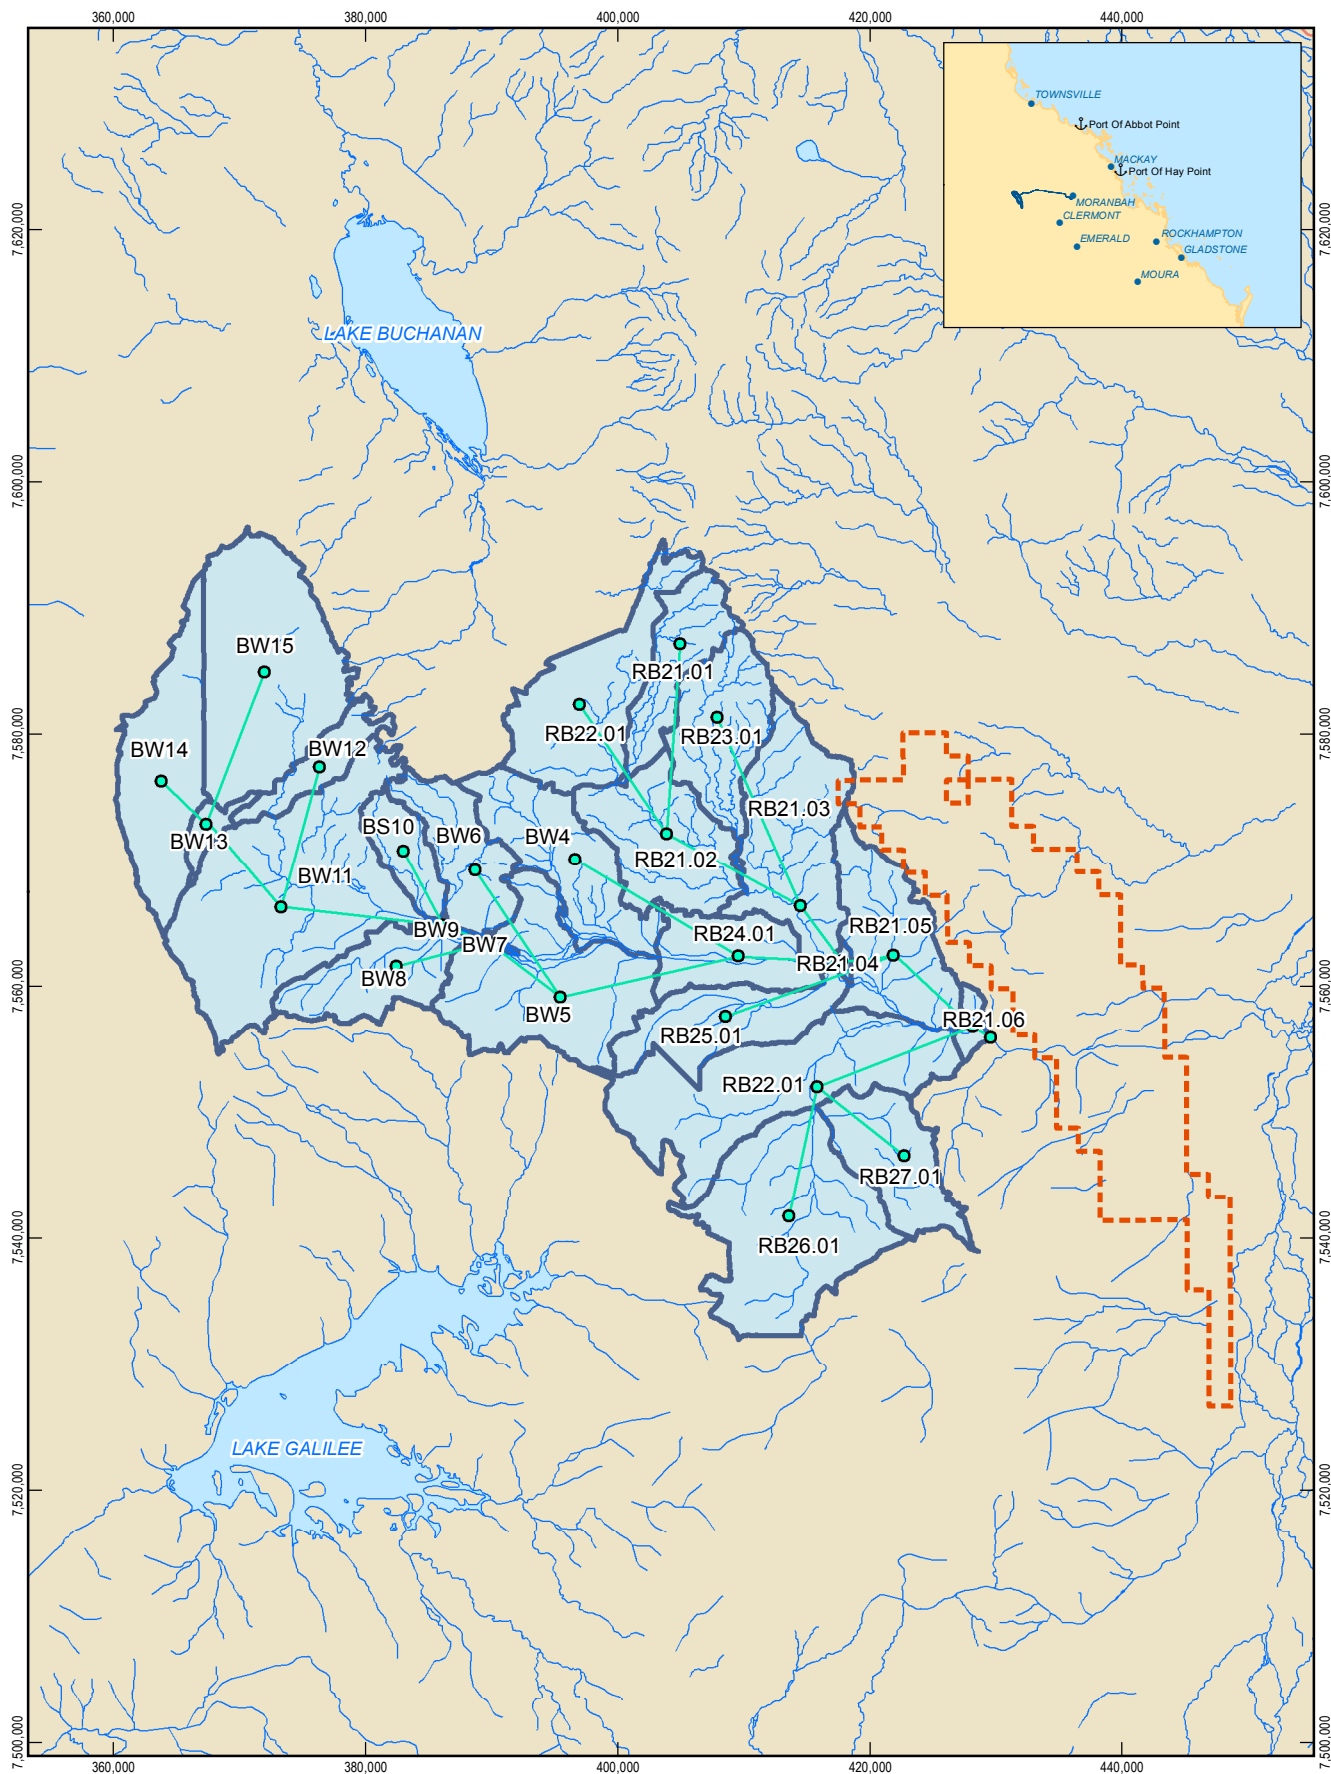 360,000
380,000
400,000
420,000
440,000
TOWNSVILLE
Port Of Abbot Point
MACKAY
Port Of Hay Point
MORANBAH
CLERMONT
EMERALD
ROCKHAMPTON
GLADSTONE
MOURA
7,620,000
7,620,000
LAKE BUCHANAN
7,600,000
7,600,000
BW15
RB21.01
RB22.01
RB23.01
7,580,000
7,580,000
BW14
BW12
RB21.03
BW13
BS10
BW6
BW4
RB21.02
BW11
BW9
BW7
RB24.01
RB21.05
RB21.04
BW8
7,560,000
7,560,000
BW5
RB25.01
RB21.06
RB22.01
RB27.01
RB26.01
7,540,000
7,540,000
LAKE GALILEE
7,520,000
7,520,000
7,500,000
7,500,000
360,000
380,000
400,000
420,000
440,000